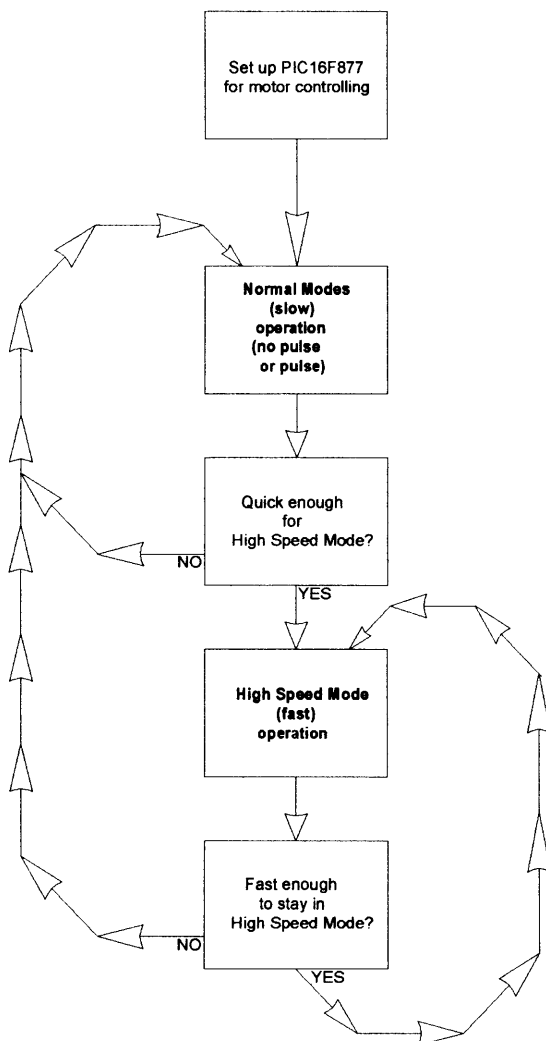 Set up PIC16F877
for motor controlling
Normal Modes
(slow)
operation
(no pulse
or pulse)
Quick enough
for
High Speed Mode?
NO
YES
High Speed Mode
(fast)
operation
Fast enough
to stay in
High Speed Mode?
NO
YES